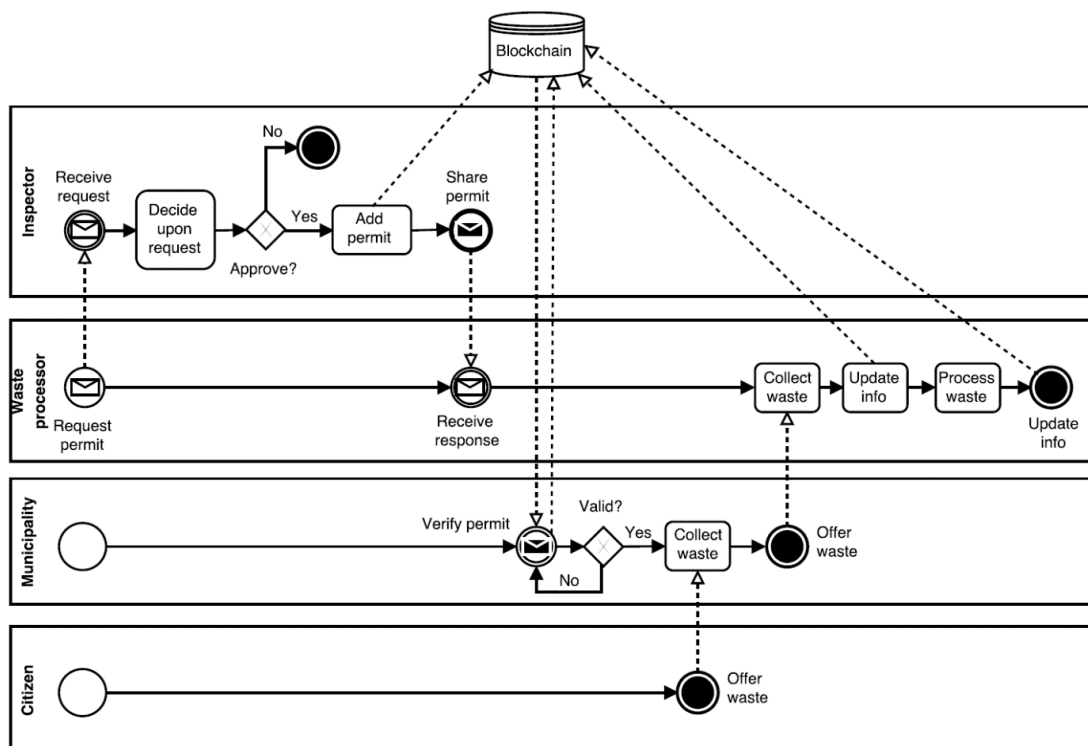 Blockchain
Inspector
Receive
request
Decide
upon
request
No
Approve?
Yes
Add
permit
Share
permit
Waste
processor
Request
permit
Receive
response
Collect
waste
Update
info
Process
waste
Update
info
Municipality
Verify permit
Valid?
Yes
No
Collect
waste
Offer
waste
Citizen
Offer
waste